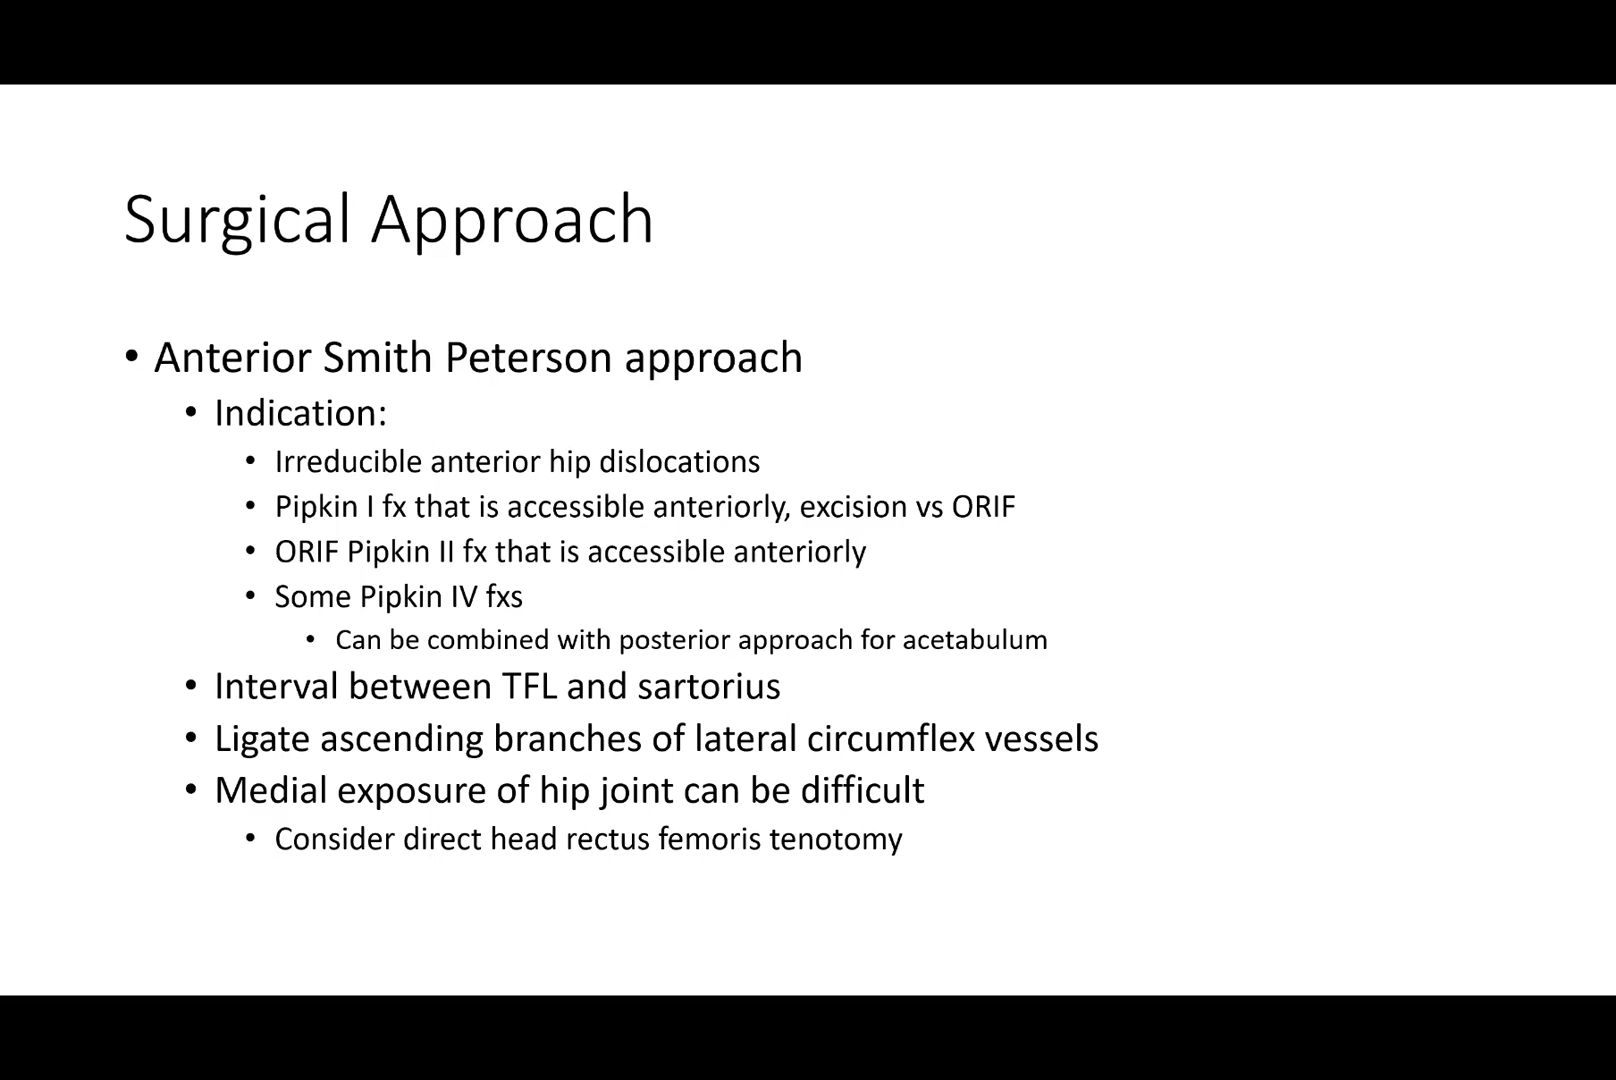 Surgical Approach
• Anterior Smith Peterson approach
• Indication:
• Irreducible anterior hip dislocations
• Pipkin I fx that is accessible anteriorly, excision vs ORIF
• ORIF Pipkin II fx that is accessible anteriorly
• Some Pipkin IV fxs
• Can be combined with posterior approach for acetabulum
• Interval between TFL and sartorius
• Ligate ascending branches of lateral circumflex vessels
• Medial exposure of hip joint can be difficult
• Consider direct head rectus femoris tenotomy